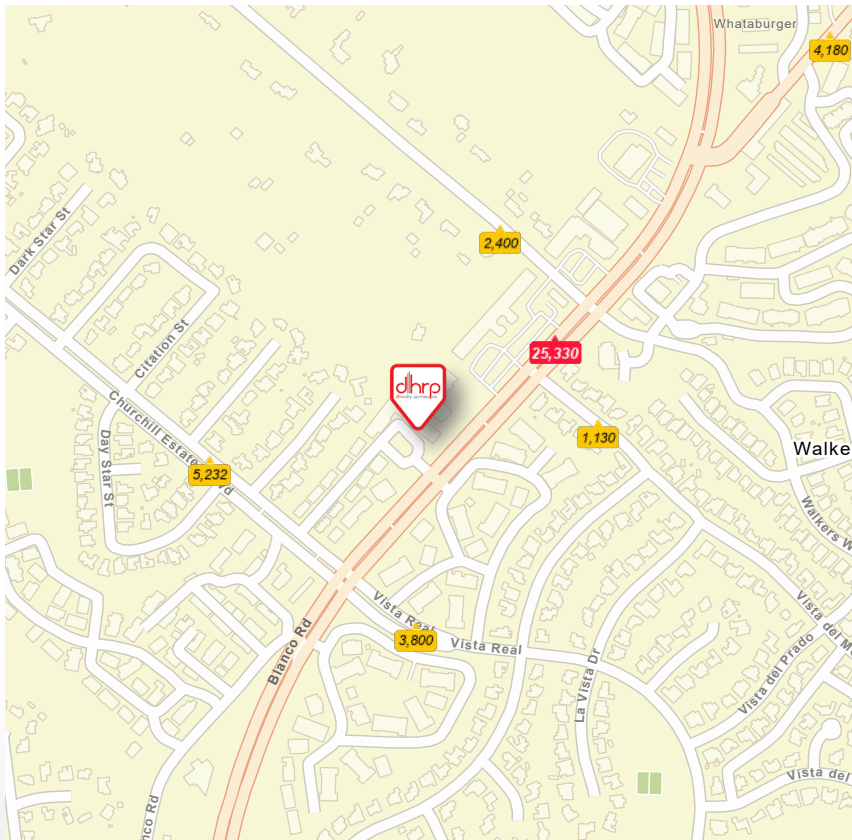 Whataburger
4,180
Dark Star St
2,400
Citation St
25,330
dhrp
Churchill Estate
rd
Day Star St
5,232
1,130
Walke
Walkers W
Vista Real
3,800
Vista Real
Blanco Rd
La Vista Dr
Vista del M
Vista del Prado
Vista del
nco Rd